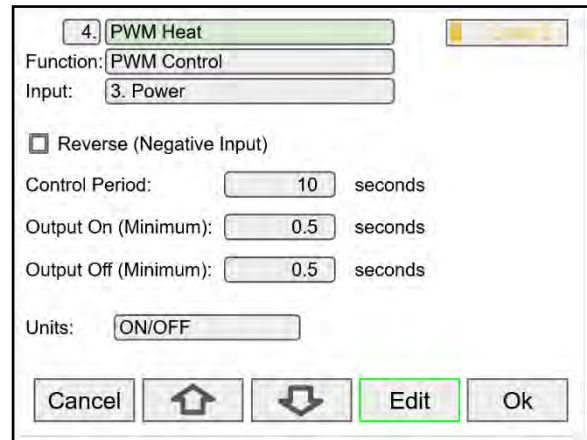 4. PWM Heat
Function: PWM Control
Input: 3. Power
Reverse (Negative Input)
Control Period: 10 seconds
Output On (Minimum): 0.5 seconds
Output Off (Minimum): 0.5 seconds
Units: ON/OFF
Cancel Edit Ok